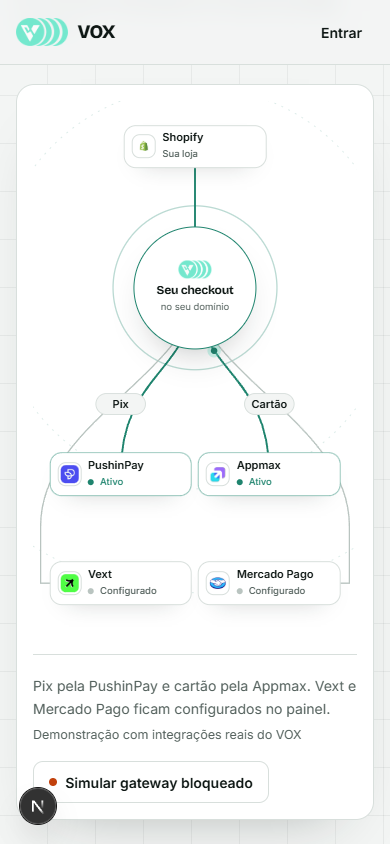 VOX
Entrar
Shopify
Sua loja
Seu checkout
no seu domínio
Pix
Cartão
PushinPay
Ativo
Appmax
Ativo
Vext
Configurado
Mercado Pago
Configurado
Pix pela PushinPay e cartão pela Appmax. Vext e
Mercado Pago ficam configurados no painel.
Demonstração com integrações reais do VOX
Simular gateway bloqueado
N